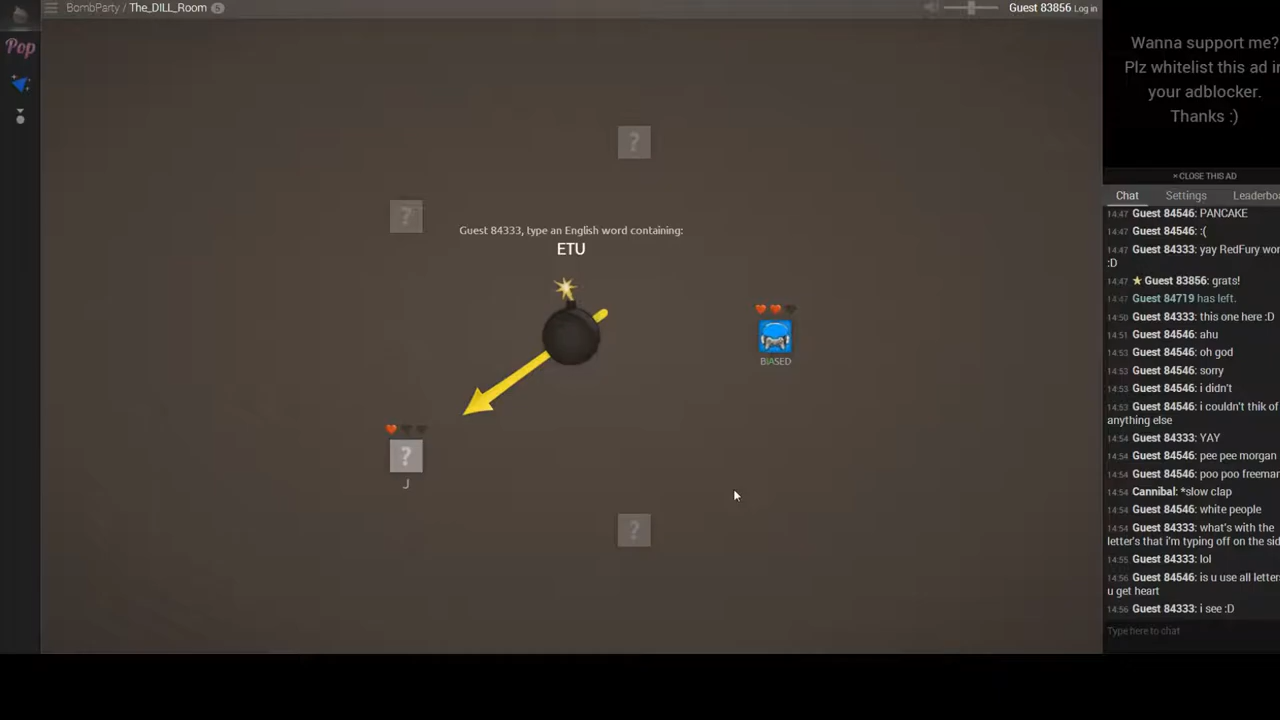 BombParty / The_DILL_Room 5
Guest 83856 Log in
Pop
Wanna support me?
Plz whitelist this ad in
your adblocker.
Thanks :)
× CLOSE THIS AD
Chat Settings Leaderbo
Guest 84333, type an English word containing:
ETU
BIASED
J
?
?
?
?
14:47 Guest 84546: PANCAKE
14:47 Guest 84546: :(
14:47 Guest 84333: yay RedFury wor
:D
14:47 ★ Guest 83856: grats!
14:47 Guest 84719 has left.
14:50 Guest 84333: this one here :D
14:51 Guest 84546: ahu
14:53 Guest 84546: oh god
14:53 Guest 84546: sorry
14:53 Guest 84546: i didn't
14:53 Guest 84546: i couldn't thik of
anything else
14:54 Guest 84333: YAY
14:54 Guest 84546: pee pee morgan
14:54 Guest 84546: poo poo freeman
14:54 Cannibal: *slow clap
14:54 Guest 84546: white people
14:54 Guest 84333: what's with the
letter's that i'm typing off on the sid
14:55 Guest 84333: lol
14:56 Guest 84546: is u use all letter
u get heart
14:56 Guest 84333: i see :D
Type here to chat